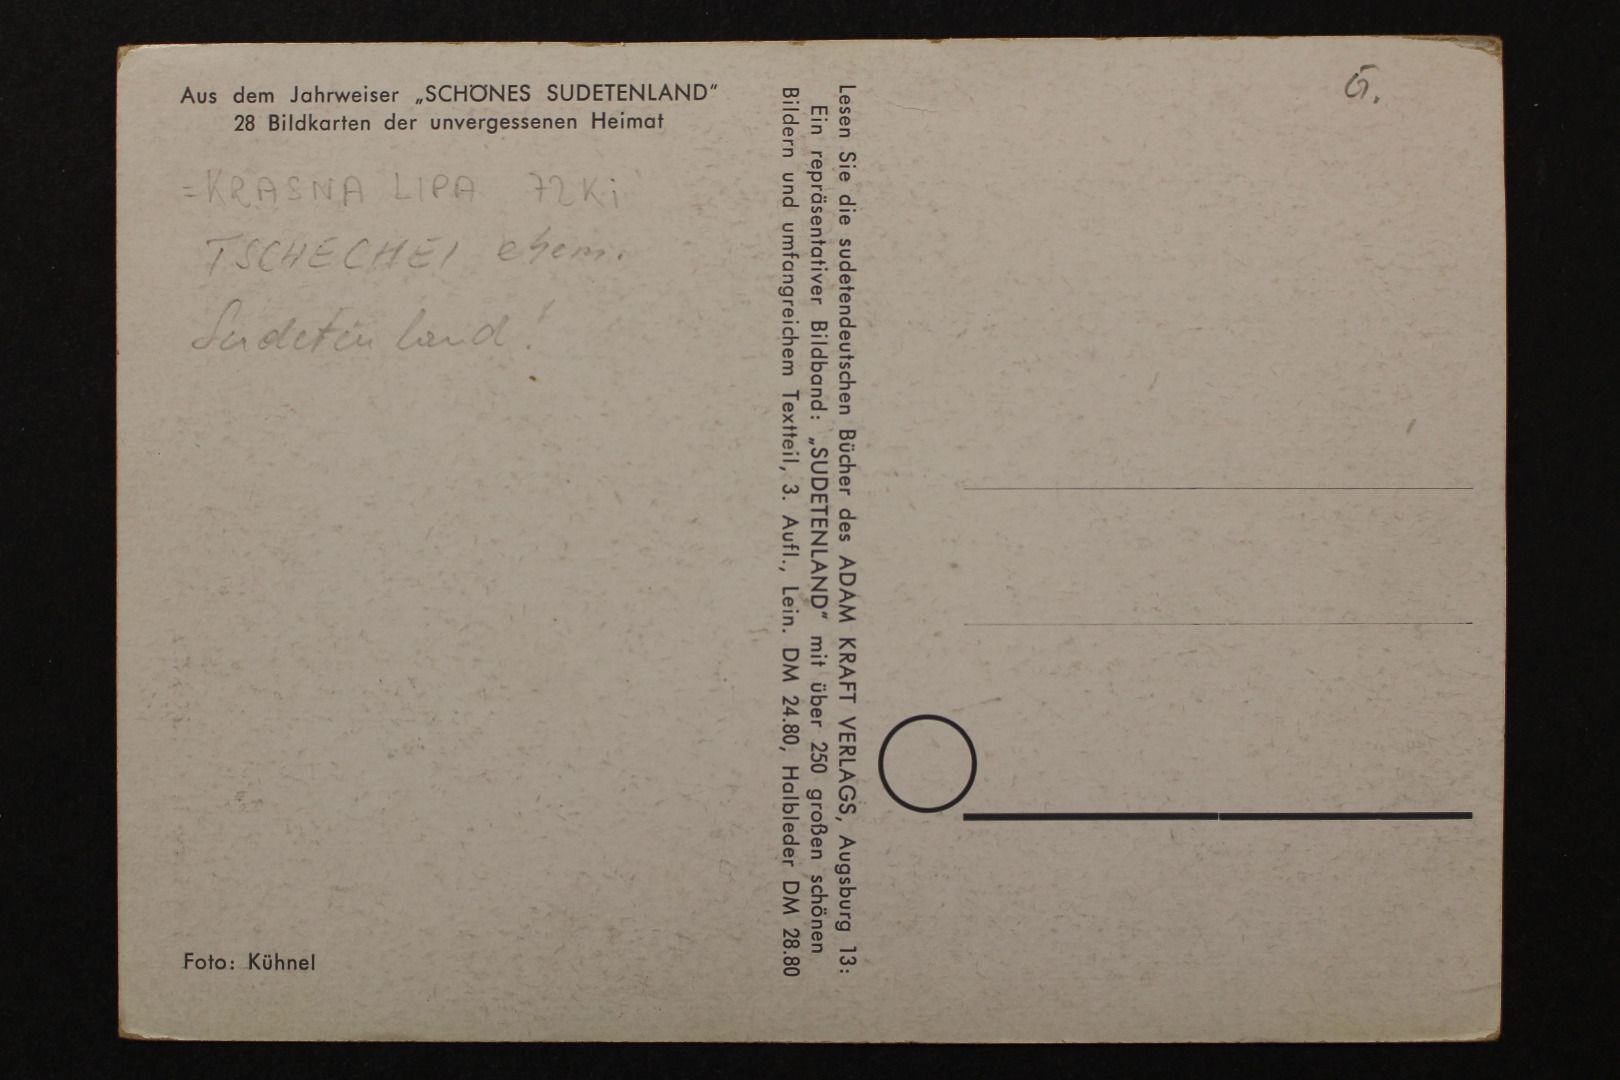 Aus dem Jahrweiser „SCHÖNES SUDETENLAND“
28 Bildkarten der unvergessenen Heimat
=KRASNA LIPA
TSCHECHEI ehem.
Sudetenland!
Foto: Kühnel
Lesen Sie die sudetendeutschen Bücher des ADAM KRAFT VERLAGS, Augsburg 13:
Ein repräsentativer Bildband: „SUDETENLAND“ mit über 250 großen schönen
Bildern und umfangreichem Textteil, 3. Aufl., Lein. DM 24.80, Halbleder DM 28.80